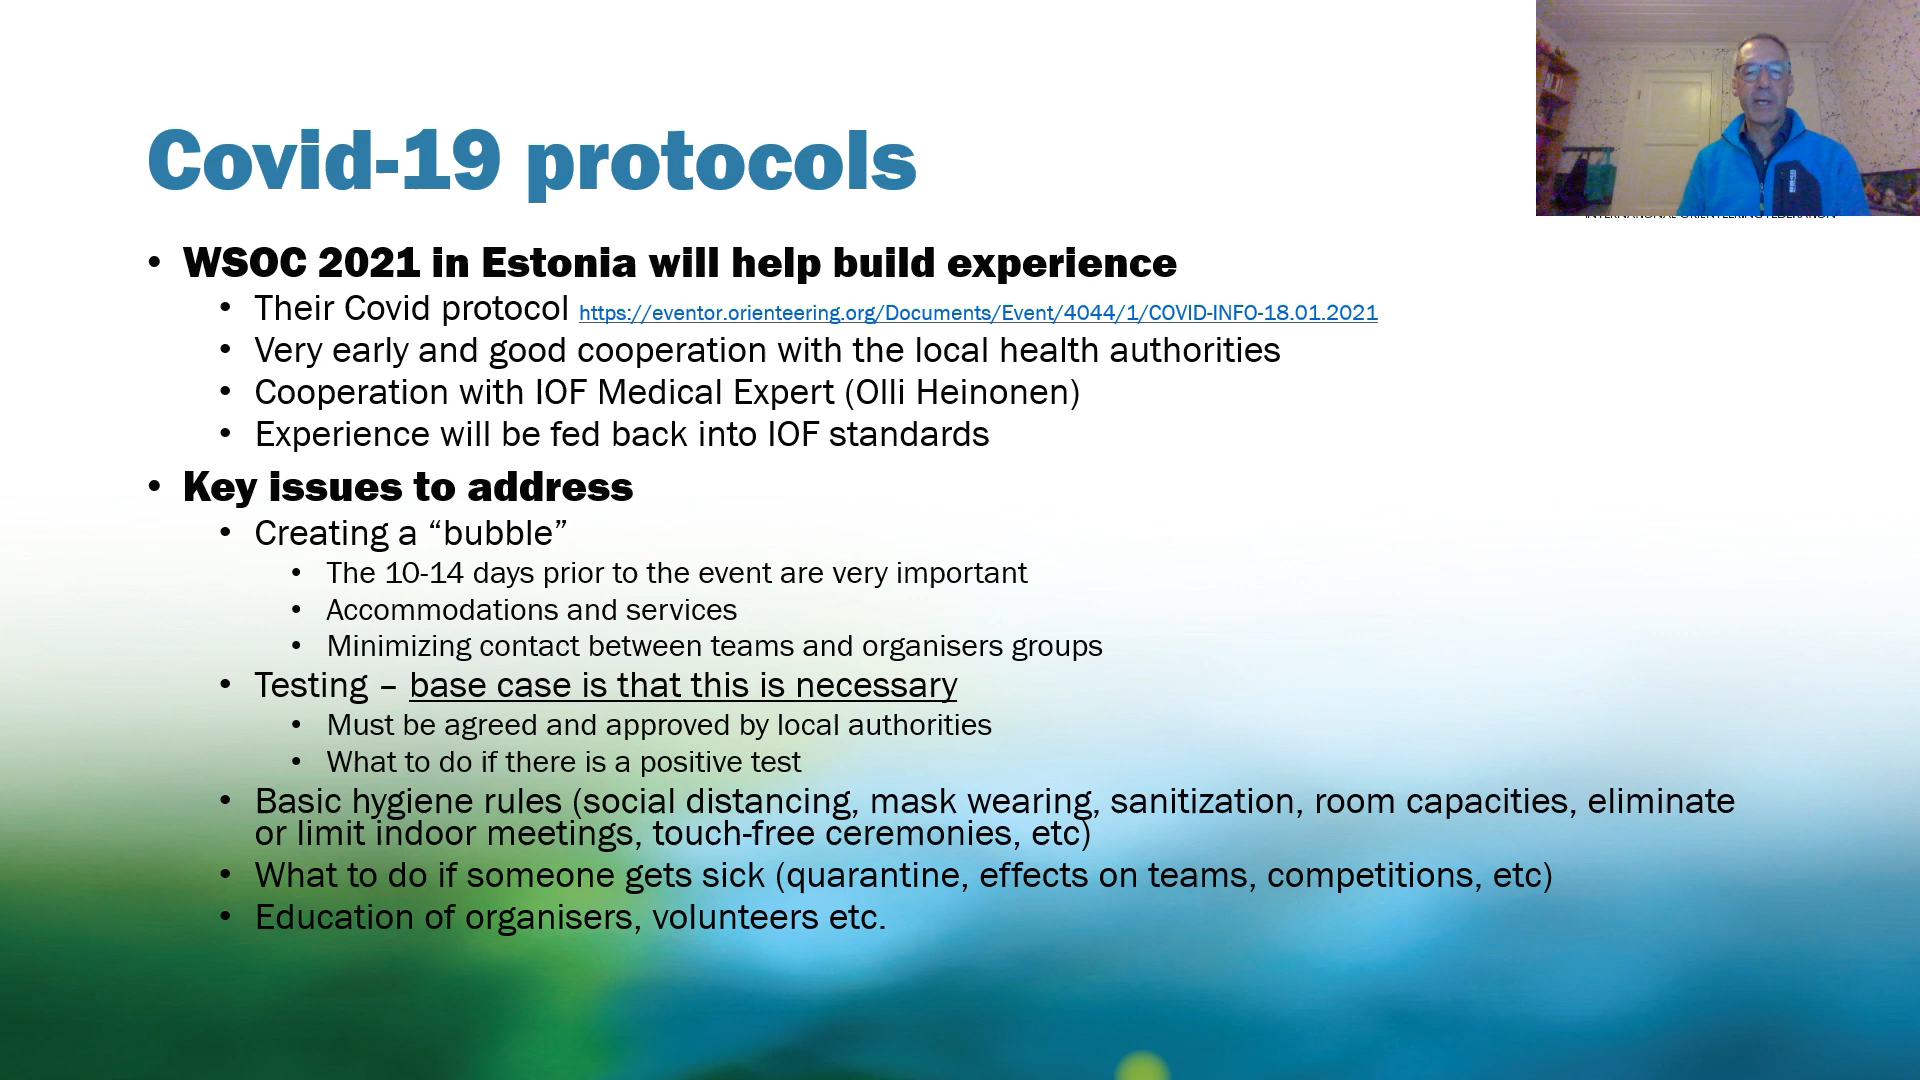 Covid-19 protocols
INTERNATIONAL ORIENTEERING FEDERATION
• WSOC 2021 in Estonia will help build experience
• Their Covid protocol https://eventor.orienteering.org/Documents/Event/4044/1/COVID-INFO-18.01.2021
• Very early and good cooperation with the local health authorities
• Cooperation with IOF Medical Expert (Olli Heinonen)
• Experience will be fed back into IOF standards
• Key issues to address
• Creating a “bubble”
• The 10-14 days prior to the event are very important
• Accommodations and services
• Minimizing contact between teams and organisers groups
• Testing – base case is that this is necessary
• Must be agreed and approved by local authorities
• What to do if there is a positive test
• Basic hygiene rules (social distancing, mask wearing, sanitization, room capacities, eliminate
or limit indoor meetings, touch-free ceremonies, etc)
• What to do if someone gets sick (quarantine, effects on teams, competitions, etc)
• Education of organisers, volunteers etc.